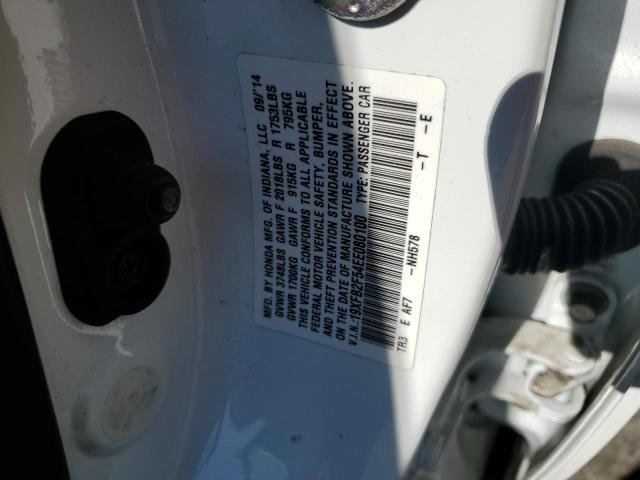 MFD. BY HONDA MFG. OF INDIANA, LLC 09/'14
GVWR 3748LBS GAWR F 2018LBS R 1753LBS
GVWR 1700KG GAWR F 915KG R 795KG
THIS VEHICLE CONFORMS TO ALL APPLICABLE
FEDERAL MOTOR VEHICLE SAFETY, BUMPER,
AND THEFT PREVENTION STANDARDS IN EFFECT
ON THE DATE OF MANUFACTURE SHOWN ABOVE.
V.I.N.:19XFB2F54EE080100 TYPE: PASSENGER CAR
TR3 E AF7 -NH578 -T -E